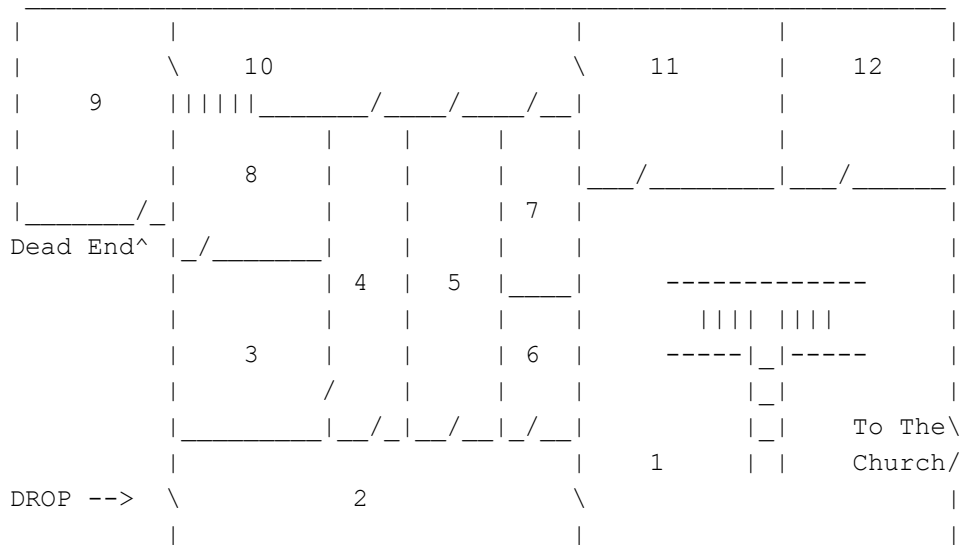 10 11 12
9
8
7
Dead End^
4 5
3 6
To The
1 Church
DROP --> 2